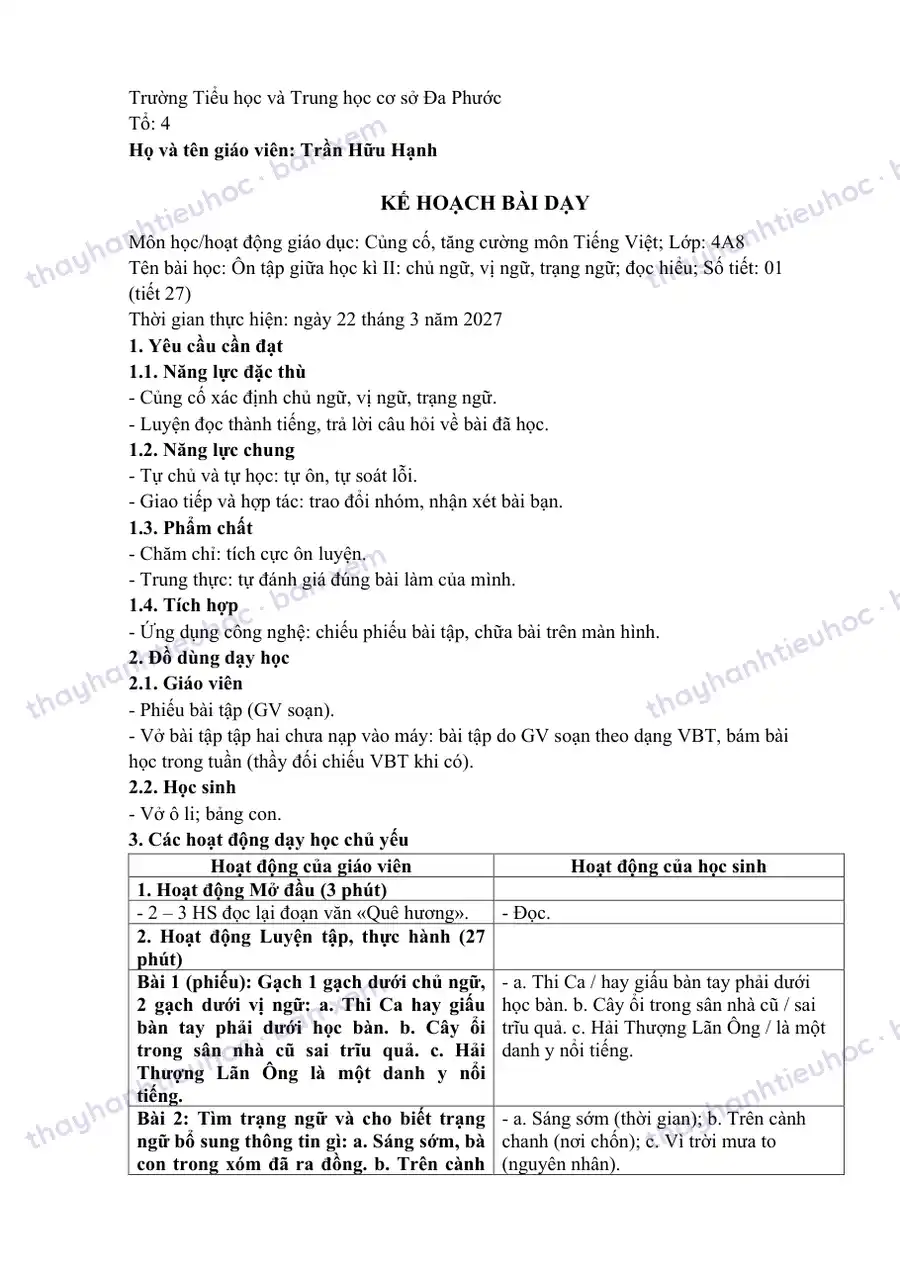 Trường Tiểu học và Trung học cơ sở Đa Phước
Tổ: 4
Họ và tên giáo viên: Trần Hữu Hạnh
KẾ HOẠCH BÀI DẠY
Môn học/hoạt động giáo dục: Củng cố, tăng cường môn Tiếng Việt; Lớp: 4A8
Tên bài học: Ôn tập giữa học kì II: chủ ngữ, vị ngữ, trạng ngữ; đọc hiểu; Số tiết: 01
(tiết 27)
Thời gian thực hiện: ngày 22 tháng 3 năm 2027
1. Yêu cầu cần đạt
1.1. Năng lực đặc thù
- Củng cố xác định chủ ngữ, vị ngữ, trạng ngữ.
- Luyện đọc thành tiếng, trả lời câu hỏi về bài đã học.
1.2. Năng lực chung
- Tự chủ và tự học: tự ôn, tự soát lỗi.
- Giao tiếp và hợp tác: trao đổi nhóm, nhận xét bài bạn.
1.3. Phẩm chất
- Chăm chỉ: tích cực ôn luyện.
- Trung thực: tự đánh giá đúng bài làm của mình.
1.4. Tích hợp
- Ứng dụng công nghệ: chiếu phiếu bài tập, chữa bài trên màn hình.
2. Đồ dùng dạy học
2.1. Giáo viên
- Phiếu bài tập (GV soạn).
- Vở bài tập tập hai chưa nạp vào máy: bài tập do GV soạn theo dạng VBT, bám bài
học trong tuần (thầy đối chiếu VBT khi có).
2.2. Học sinh
- Vở ô li; bảng con.
3. Các hoạt động dạy học chủ yếu
Hoạt động của giáo viên
Hoạt động của học sinh
1. Hoạt động Mở đầu (3 phút)
- 2 – 3 HS đọc lại đoạn văn «Quê hương».
- Đọc.
2. Hoạt động Luyện tập, thực hành (27
phút)
Bài 1 (phiếu): Gạch 1 gạch dưới chủ ngữ,
2 gạch dưới vị ngữ: a. Thi Ca hay giấu
bàn tay phải dưới học bàn. b. Cây ổi
trong sân nhà cũ sai trĩu quả. c. Hải
Thượng Lãn Ông là một danh y nổi
tiếng.
- a. Thi Ca / hay giấu bàn tay phải dưới
học bàn. b. Cây ổi trong sân nhà cũ / sai
trĩu quả. c. Hải Thượng Lãn Ông / là một
danh y nổi tiếng.
Bài 2: Tìm trạng ngữ và cho biết trạng
ngữ bổ sung thông tin gì: a. Sáng sớm, bà
con trong xóm đã ra đồng. b. Trên cành
- a. Sáng sớm (thời gian); b. Trên cành
chanh (nơi chốn); c. Vì trời mưa to
(nguyên nhân).
thayhanhtieuhoc · bản xem
thayhanhtieuhoc · b
thayhanhtieuhoc · bản xem
thayhanhtieuhoc · b
thayhanhtieuhoc · bản xem
thayhanhtieuhoc · b